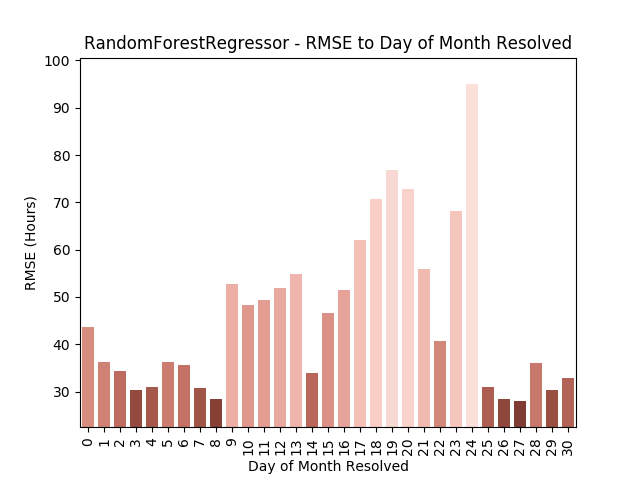 RandomForestRegressor - RMSE to Day of Month Resolved
100
90
80
70
60
50
40
30
RMSE (Hours)
0 1 2 3 4 5 6 7 8 9 10 11 12 13 14 15 16 17 18 19 20 21 22 23 24 25 26 27 28 29 30
Day of Month Resolved